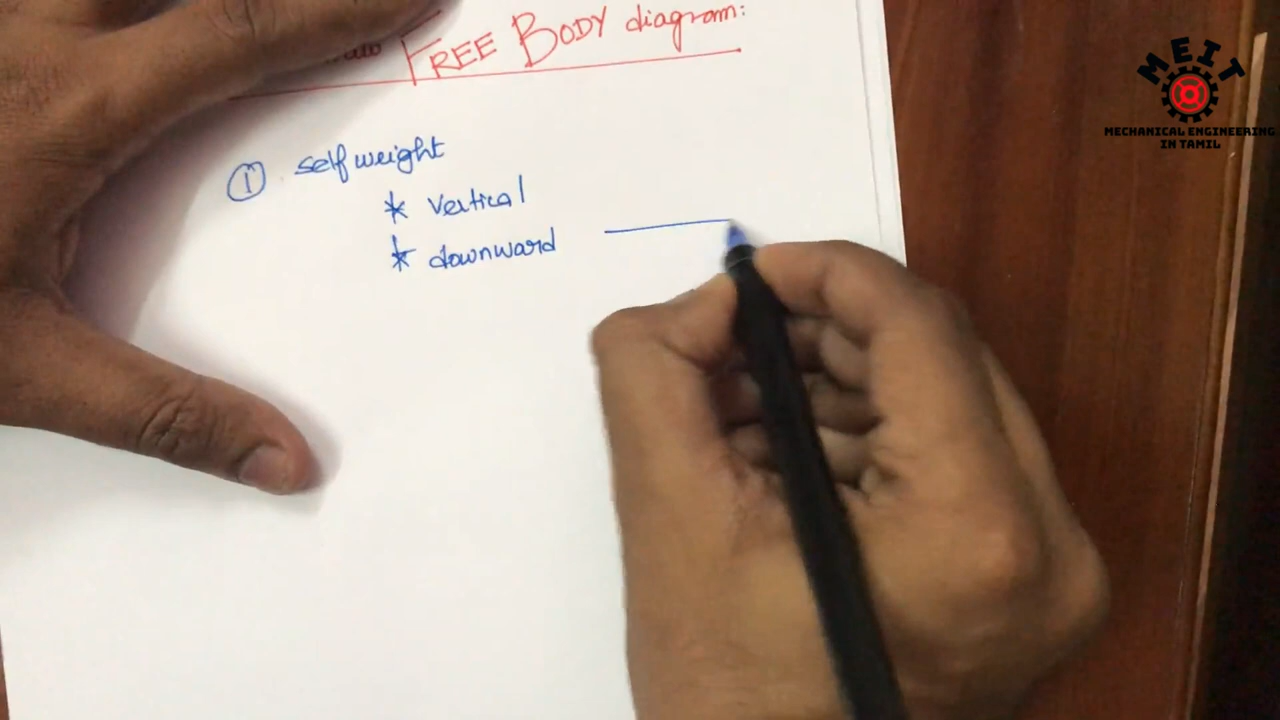 FREE BODY diagram:
① self weight
* vertical
* downward
MEIT
MECHANICAL ENGINEERING
IN TAMIL